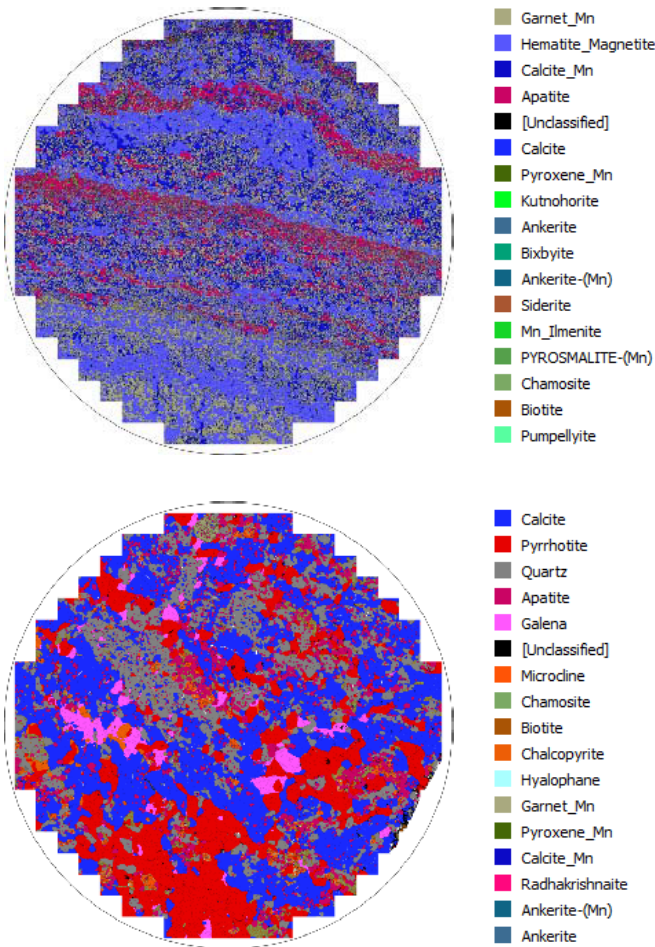 Garnet_Mn
Hematite_Magnetite
Calcite_Mn
Apatite
[Unclassified]
Calcite
Pyroxene_Mn
Kutnohorite
Ankerite
Bixbyite
Ankerite-(Mn)
Siderite
Mn_Ilmenite
PYROSMALITE-(Mn)
Chamosite
Biotite
Pumpellyite
Calcite
Pyrrhotite
Quartz
Apatite
Galena
[Unclassified]
Microcline
Chamosite
Biotite
Chalcopyrite
Hyalophane
Garnet_Mn
Pyroxene_Mn
Calcite_Mn
Radhakrishnaite
Ankerite-(Mn)
Ankerite